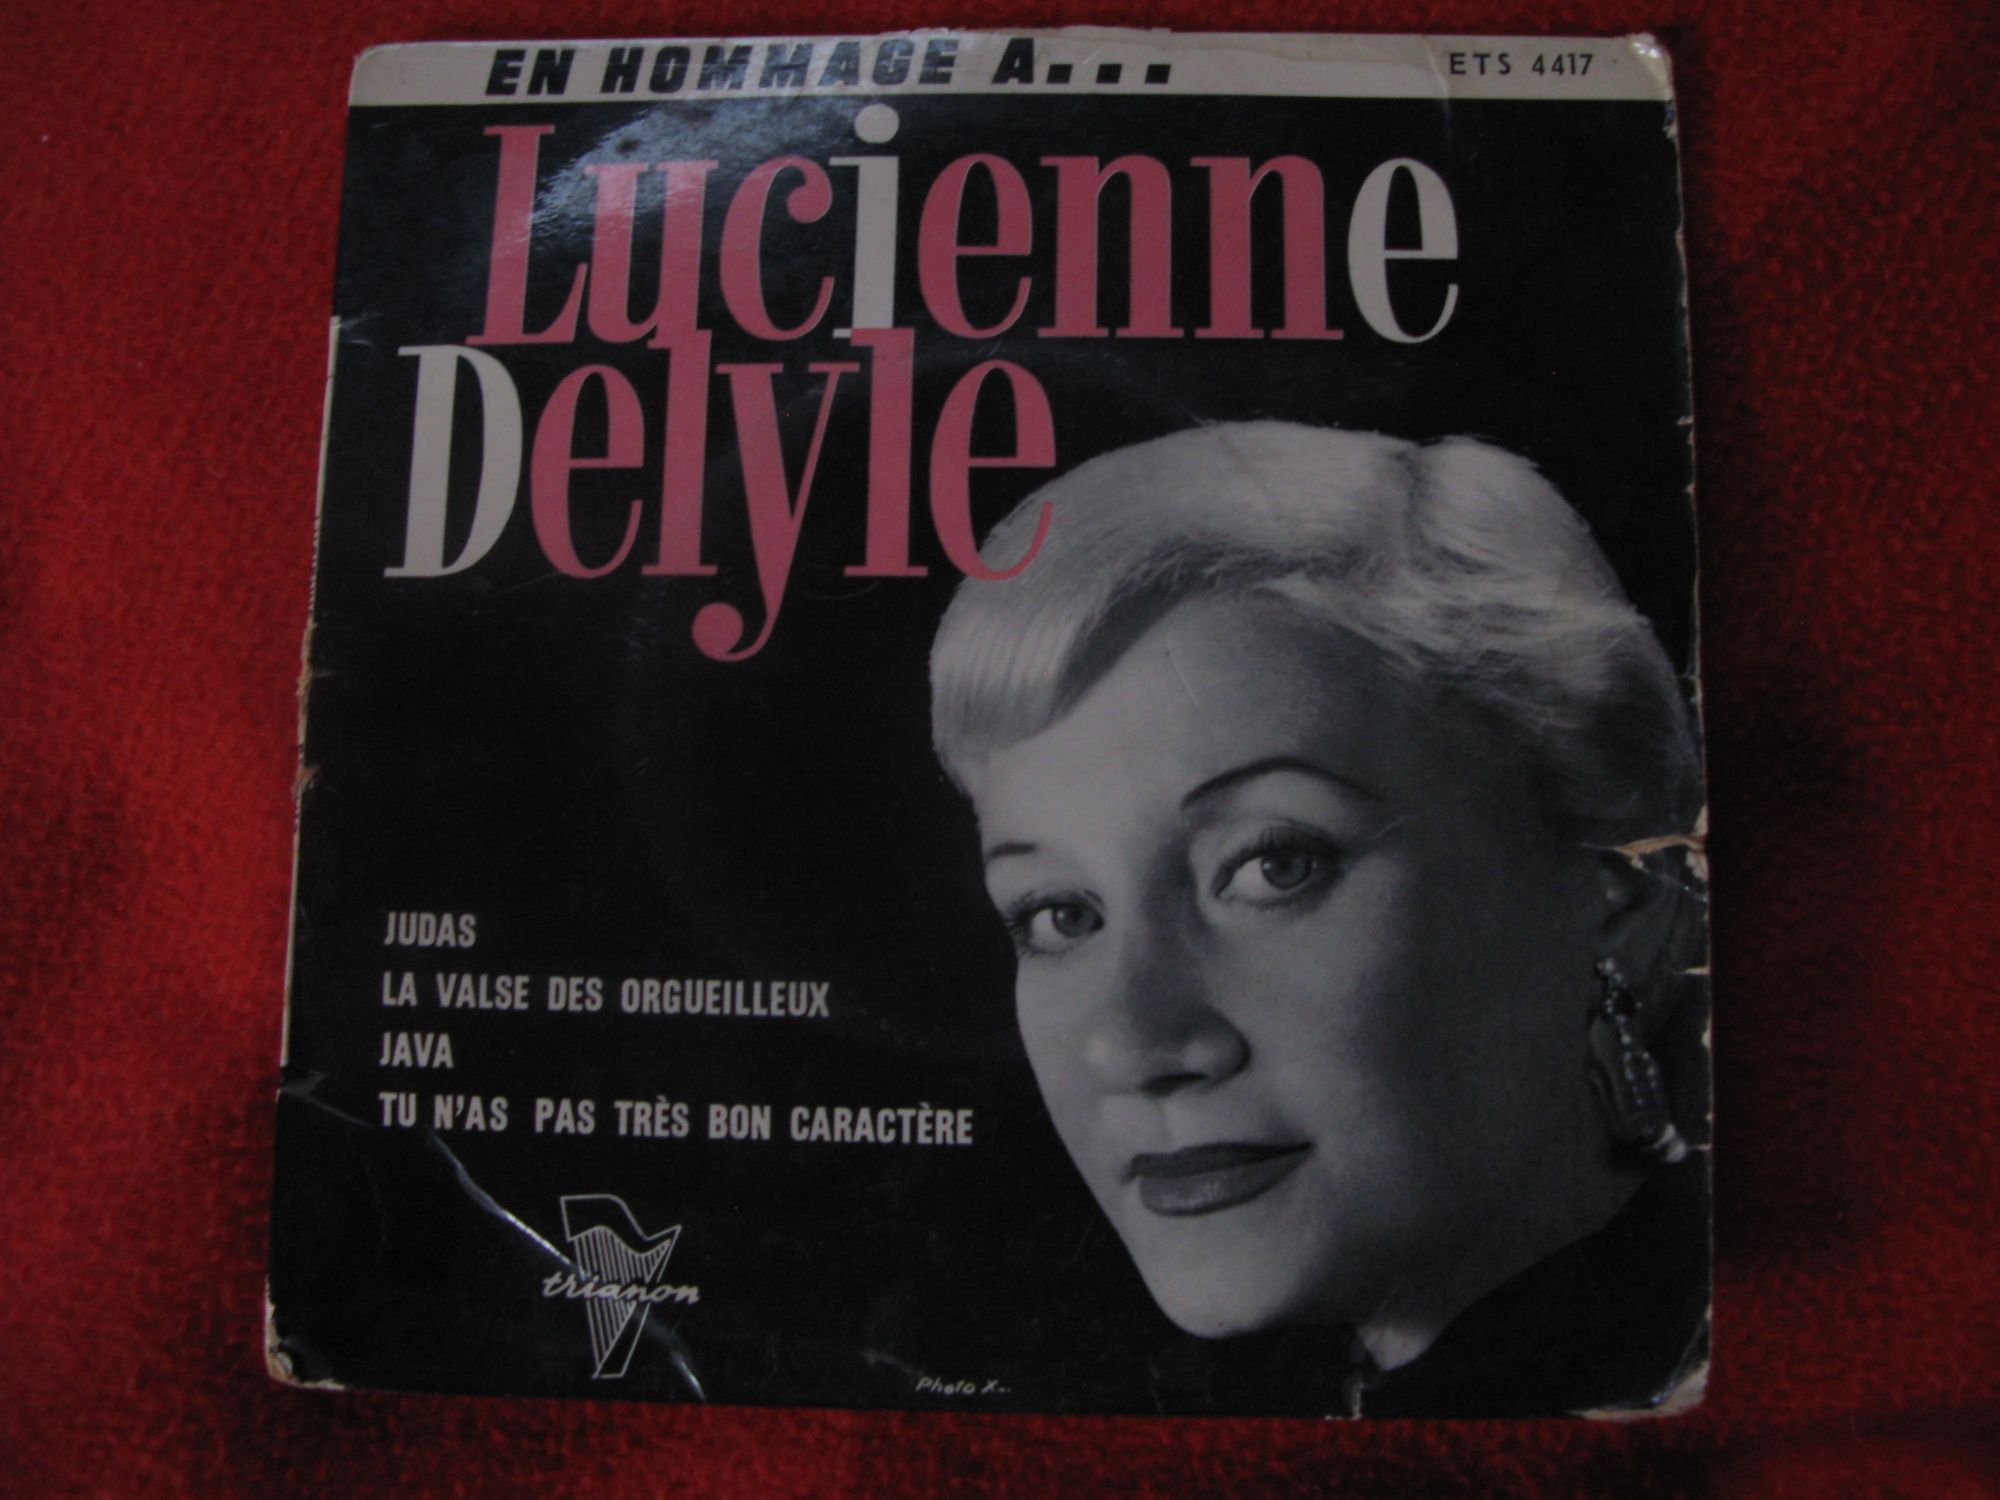 EN HOMMAGE A...
ETS 4417
Lucienne
Delyle
JUDAS
LA VALSE DES ORGUEILLEUX
JAVA
TU N'AS PAS TRÈS BON CARACTÈRE
trianon
Photo X...